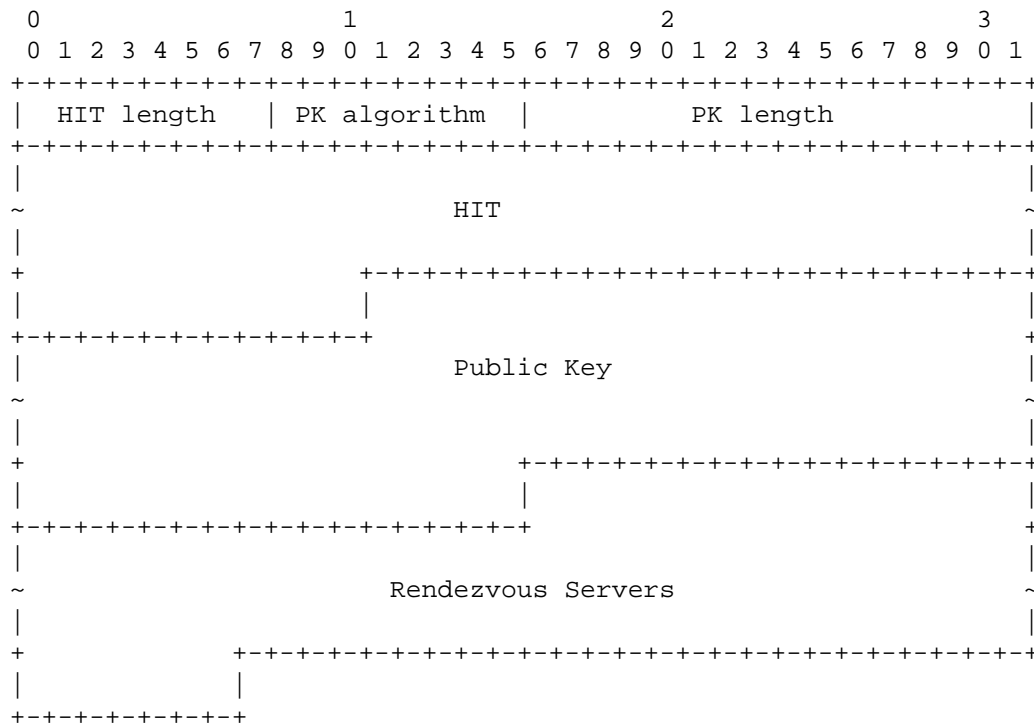 0                   1                   2                   3
 0 1 2 3 4 5 6 7 8 9 0 1 2 3 4 5 6 7 8 9 0 1 2 3 4 5 6 7 8 9 0 1
+-+-+-+-+-+-+-+-+-+-+-+-+-+-+-+-+-+-+-+-+-+-+-+-+-+-+-+-+-+-+-+-+
|  HIT length   | PK algorithm  |          PK length            |
+-+-+-+-+-+-+-+-+-+-+-+-+-+-+-+-+-+-+-+-+-+-+-+-+-+-+-+-+-+-+-+-+
|                                                               |
~                           HIT                                 ~
|                                                               |
+                     +-+-+-+-+-+-+-+-+-+-+-+-+-+-+-+-+-+-+-+-+-+
|                     |                                         |
+-+-+-+-+-+-+-+-+-+-+-+                                         +
|                           Public Key                          |
~                                                               ~
|                                                               |
+                               +-+-+-+-+-+-+-+-+-+-+-+-+-+-+-+-+
|                               |                               |
+-+-+-+-+-+-+-+-+-+-+-+-+-+-+-+-+                               +
|                                                               |
~                       Rendezvous Servers                      ~
|                                                               |
+             +-+-+-+-+-+-+-+-+-+-+-+-+-+-+-+-+-+-+-+-+-+-+-+-+-+
|             |
+-+-+-+-+-+-+-+